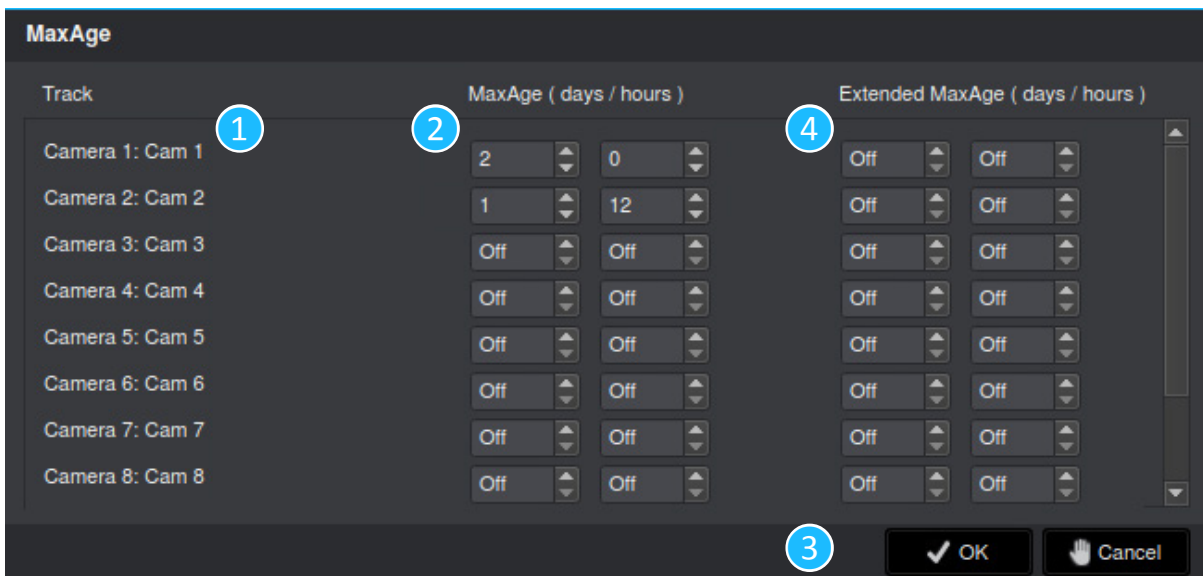 MaxAge
Track MaxAge ( days / hours ) Extended MaxAge ( days / hours )
1 2 4
Camera 1: Cam 1 2 0 Off Off
Camera 2: Cam 2 1 12 Off Off
Camera 3: Cam 3 Off Off Off Off
Camera 4: Cam 4 Off Off Off Off
Camera 5: Cam 5 Off Off Off Off
Camera 6: Cam 6 Off Off Off Off
Camera 7: Cam 7 Off Off Off Off
Camera 8: Cam 8 Off Off Off Off
3 OK Cancel